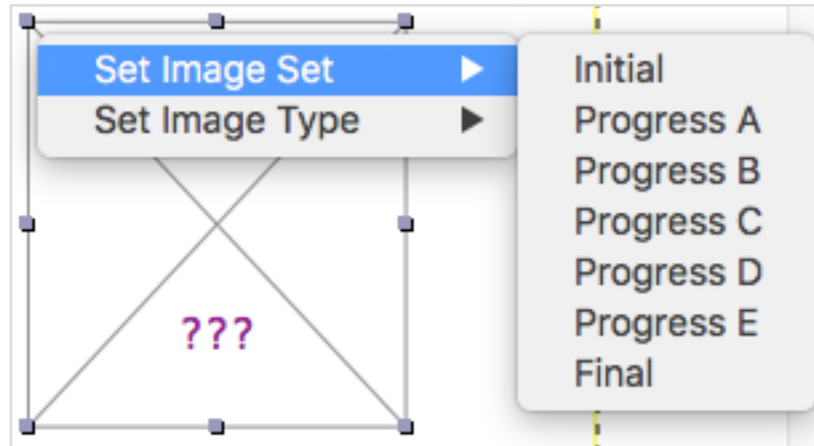 Set Image Set
Set Image Type
Initial
Progress A
Progress B
Progress C
Progress D
Progress E
Final
???